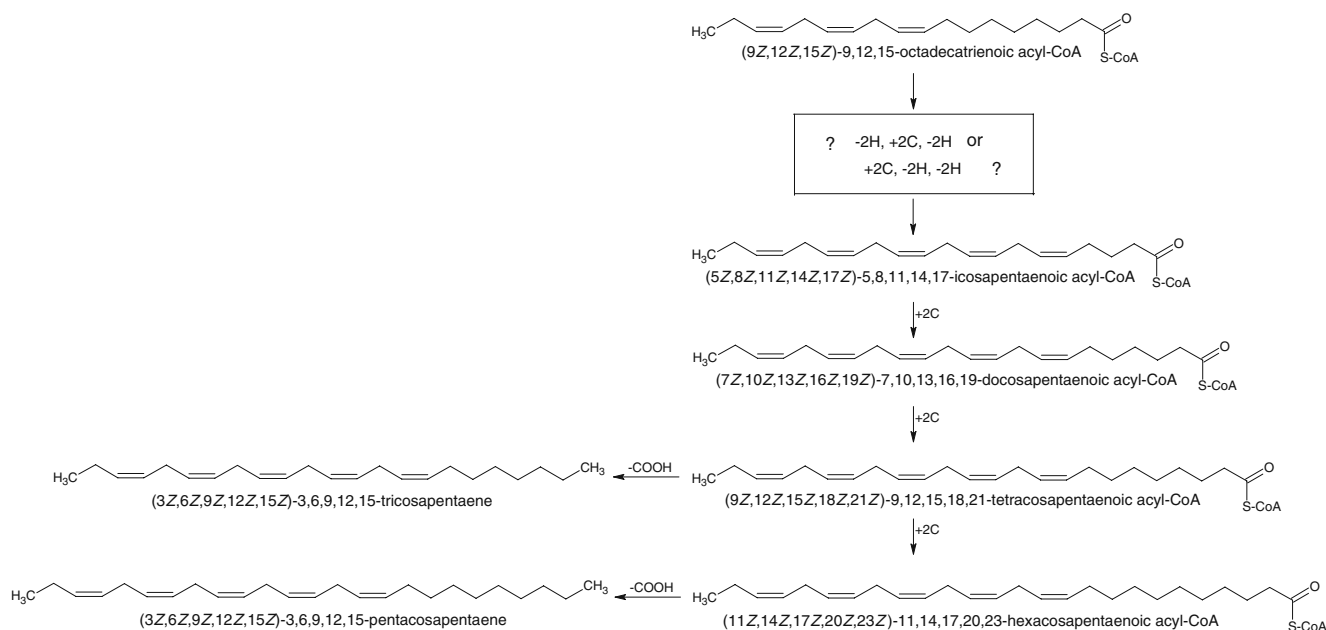 H₃C O
S-CoA
(9Z,12Z,15Z)-9,12,15-octadecatrienoic acyl-CoA
? -2H, +2C, -2H or
+2C, -2H, -2H ?
H₃C O
S-CoA
(5Z,8Z,11Z,14Z,17Z)-5,8,11,14,17-icosapentaenoic acyl-CoA
+2C
H₃C O
S-CoA
(7Z,10Z,13Z,16Z,19Z)-7,10,13,16,19-docosapentaenoic acyl-CoA
+2C
H₃C CH₃ -COOH H₃C O
S-CoA
(3Z,6Z,9Z,12Z,15Z)-3,6,9,12,15-tricosapentaene (9Z,12Z,15Z,18Z,21Z)-9,12,15,18,21-tetracosapentaenoic acyl-CoA
+2C
H₃C CH₃ -COOH H₃C O
S-CoA
(3Z,6Z,9Z,12Z,15Z)-3,6,9,12,15-pentacosapentaene (11Z,14Z,17Z,20Z,23Z)-11,14,17,20,23-hexacosapentaenoic acyl-CoA